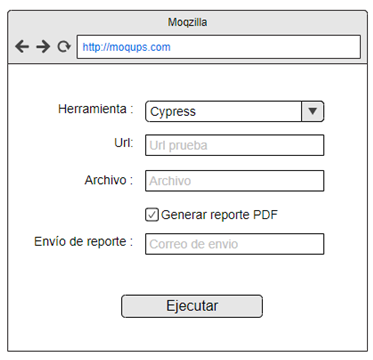 Moqzilla
http://moqups.com
Herramienta : Cypress
Url: Url prueba
Archivo : Archivo
Generar reporte PDF
Envío de reporte : Correo de envio
Ejecutar